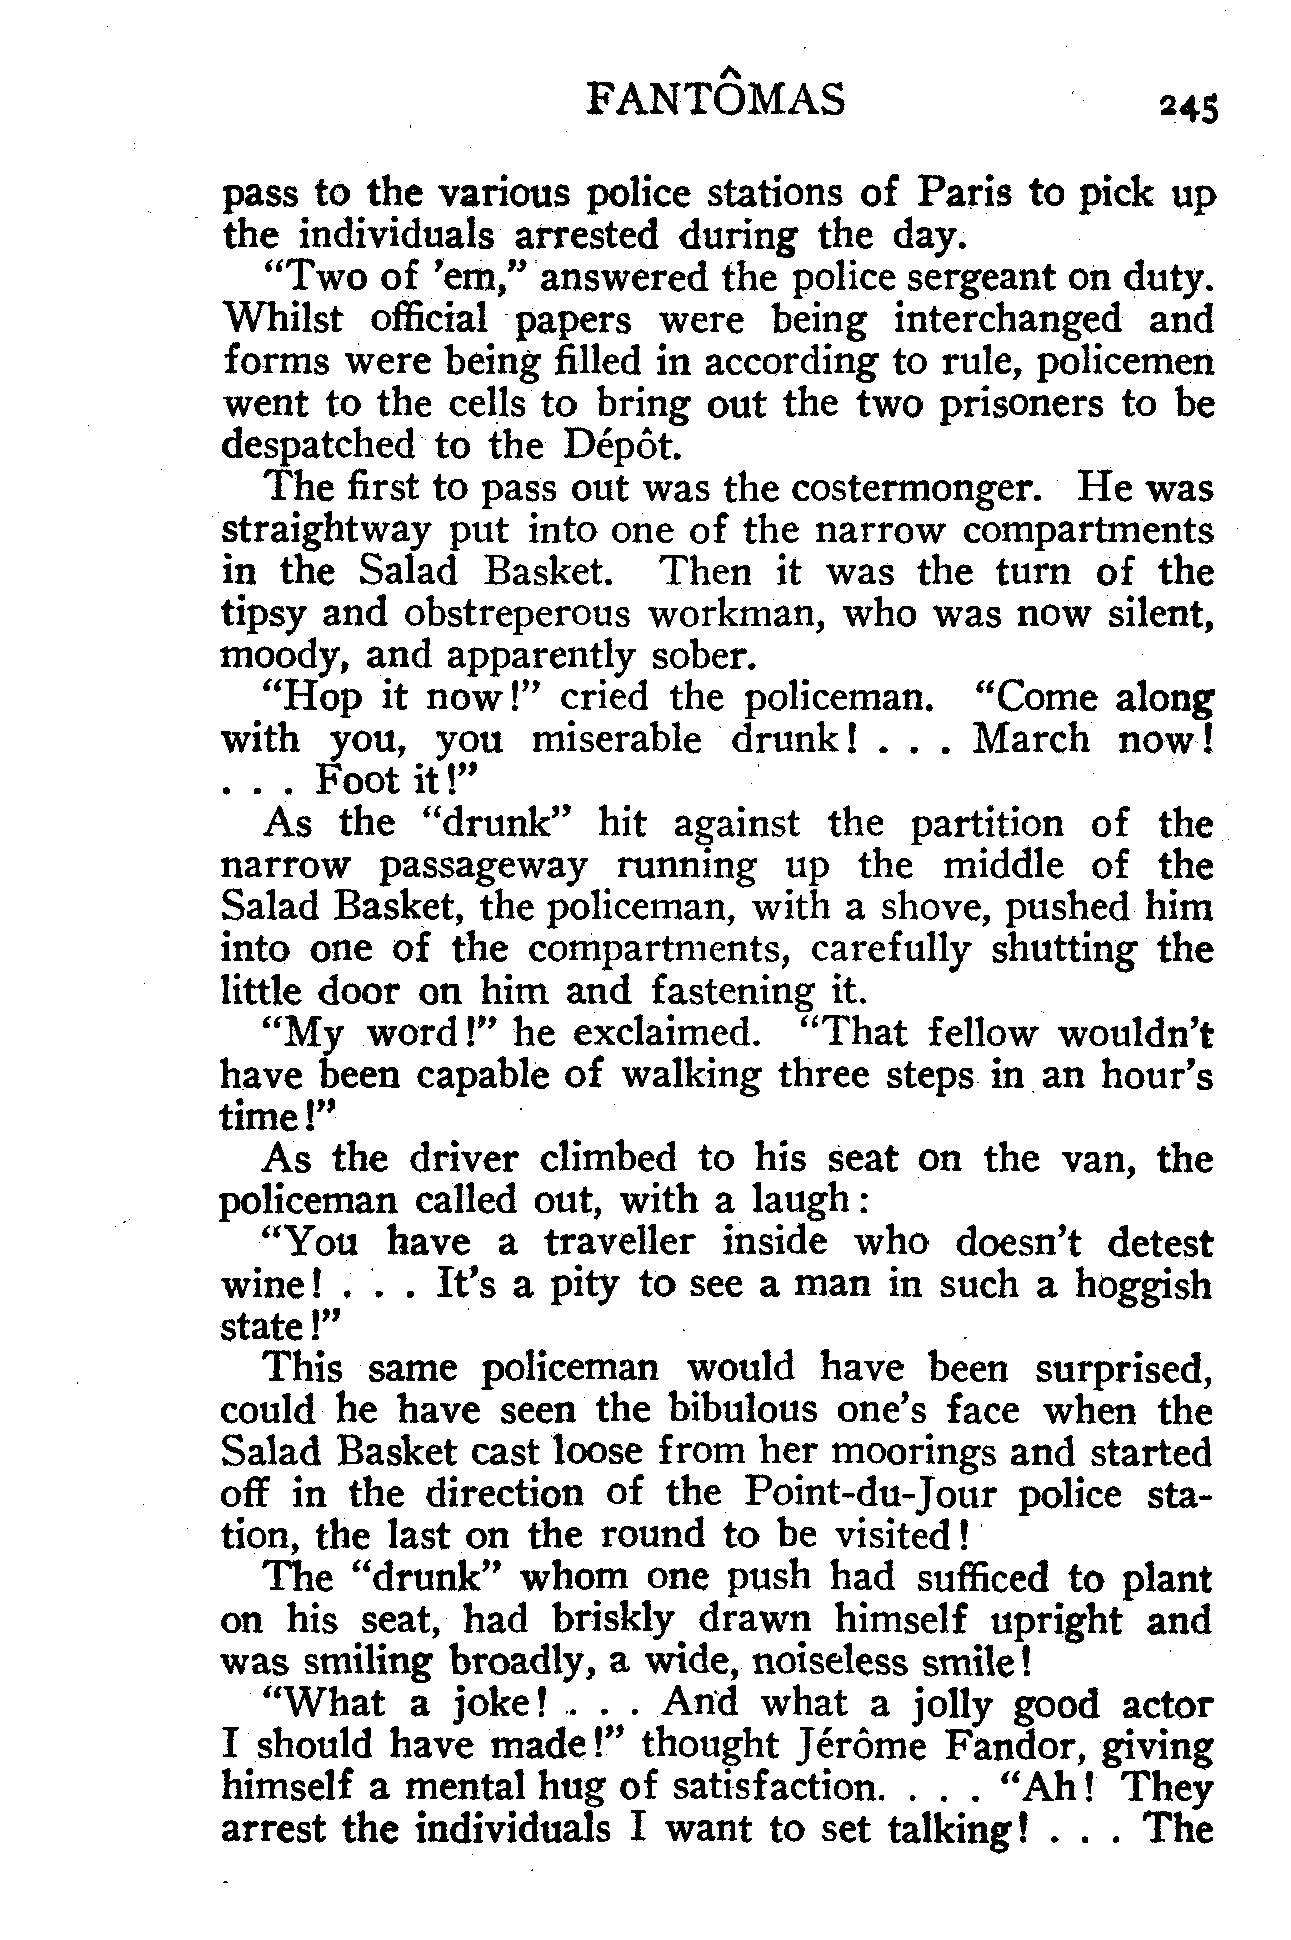 FANTÔMAS 245
pass to the various police stations of Paris to pick up
the individuals arrested during the day.
“Two of ’em,” answered the police sergeant on duty.
Whilst official papers were being interchanged and
forms were being filled in according to rule, policemen
went to the cells to bring out the two prisoners to be
despatched to the Dépôt.
The first to pass out was the costermonger. He was
straightway put into one of the narrow compartments
in the Salad Basket. Then it was the turn of the
tipsy and obstreperous workman, who was now silent,
moody, and apparently sober.
“Hop it now!” cried the policeman. “Come along
with you, you miserable drunk! . . . March now!
. . . Foot it!”
As the “drunk” hit against the partition of the
narrow passageway running up the middle of the
Salad Basket, the policeman, with a shove, pushed him
into one of the compartments, carefully shutting the
little door on him and fastening it.
“My word!” he exclaimed. “That fellow wouldn’t
have been capable of walking three steps in an hour’s
time!”
As the driver climbed to his seat on the van, the
policeman called out, with a laugh:
“You have a traveller inside who doesn’t detest
wine! . . . It’s a pity to see a man in such a hoggish
state!”
This same policeman would have been surprised,
could he have seen the bibulous one’s face when the
Salad Basket cast loose from her moorings and started
off in the direction of the Point-du-Jour police sta-
tion, the last on the round to be visited!
The “drunk” whom one push had sufficed to plant
on his seat, had briskly drawn himself upright and
was smiling broadly, a wide, noiseless smile!
“What a joke! . . . And what a jolly good actor
I should have made!” thought Jérôme Fandor, giving
himself a mental hug of satisfaction. . . . “Ah! They
arrest the individuals I want to set talking! . . . The